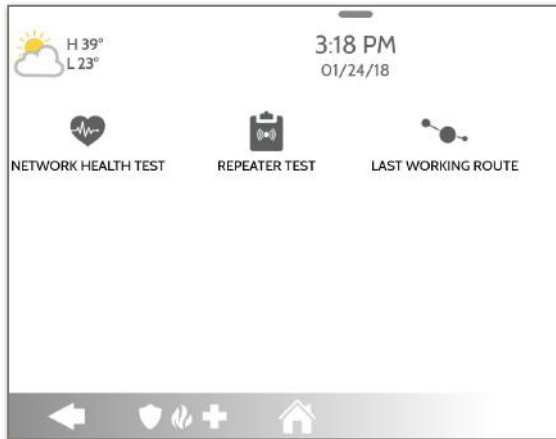 H 39°
L 23°
3:18 PM
01/24/18
NETWORK HEALTH TEST
REPEATER TEST
LAST WORKING ROUTE